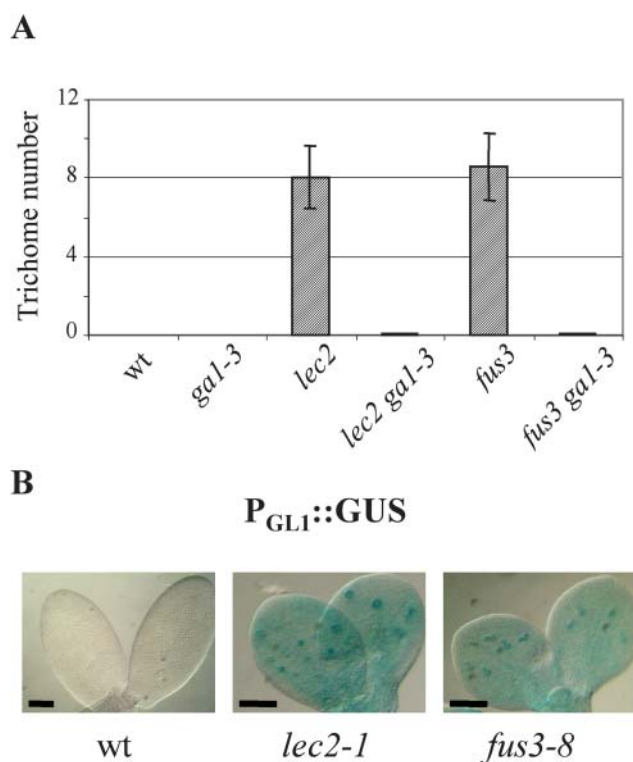 A
Trichome number
12
8
4
0
wt
ga1-3
lec2
lec2 ga1-3
fus3
fus3 ga1-3
B
PGL1::GUS
wt
lec2-1
fus3-8